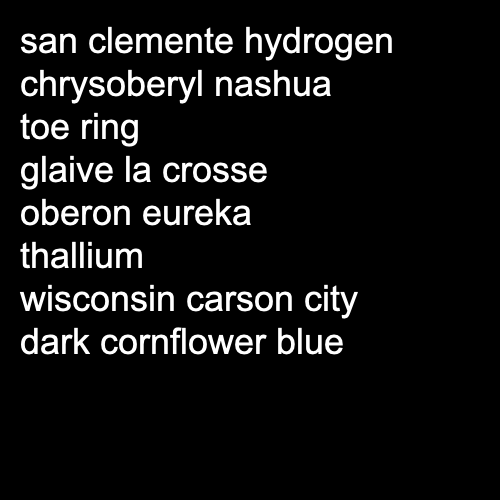 san clemente hydrogen
chrysoberyl nashua
toe ring
glaive la crosse
oberon eureka
thallium
wisconsin carson city
dark cornflower blue